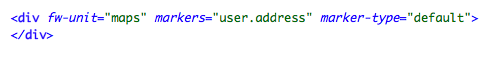 <div fw-unit="maps" markers="user.address" marker-type="default">
</div>